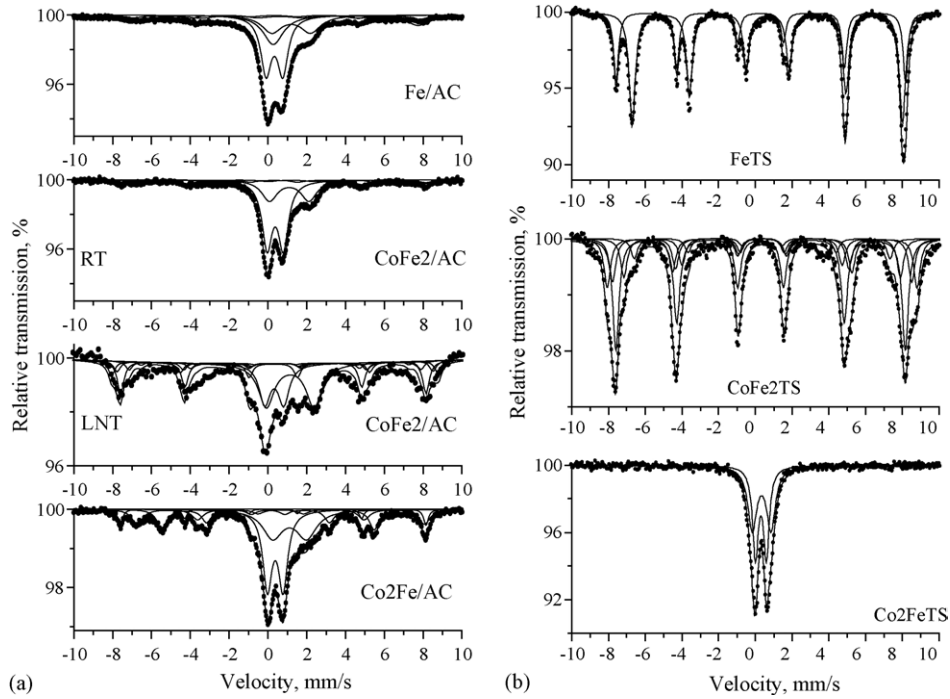 Relative transmission, %
100
96
Fe/AC
-10 -8 -6 -4 -2 0 2 4 6 8 10
100
96
RT
CoFe2/AC
-10 -8 -6 -4 -2 0 2 4 6 8 10
100
98
96
LNT
CoFe2/AC
-10 -8 -6 -4 -2 0 2 4 6 8 10
100
98
Co2Fe/AC
-10 -8 -6 -4 -2 0 2 4 6 8 10
(a)
Velocity, mm/s
Relative transmission, %
100
95
90
FeTS
-10 -8 -6 -4 -2 0 2 4 6 8 10
100
98
CoFe2TS
-10 -8 -6 -4 -2 0 2 4 6 8 10
100
96
92
Co2FeTS
-10 -8 -6 -4 -2 0 2 4 6 8 10
(b)
Velocity, mm/s